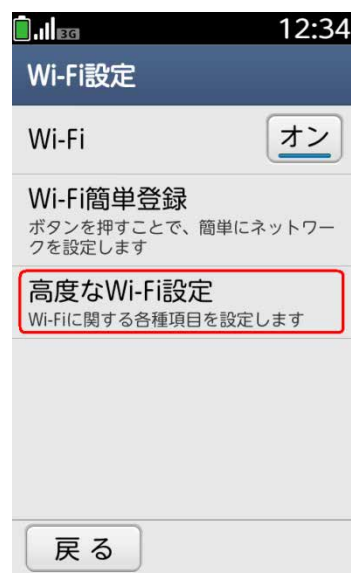 3G 12:34
Wi-Fi設定
Wi-Fi オン
Wi-Fi簡単登録
ボタンを押すことで、簡単にネットワー
クを設定します
高度なWi-Fi設定
Wi-Fiに関する各種項目を設定します
戻る